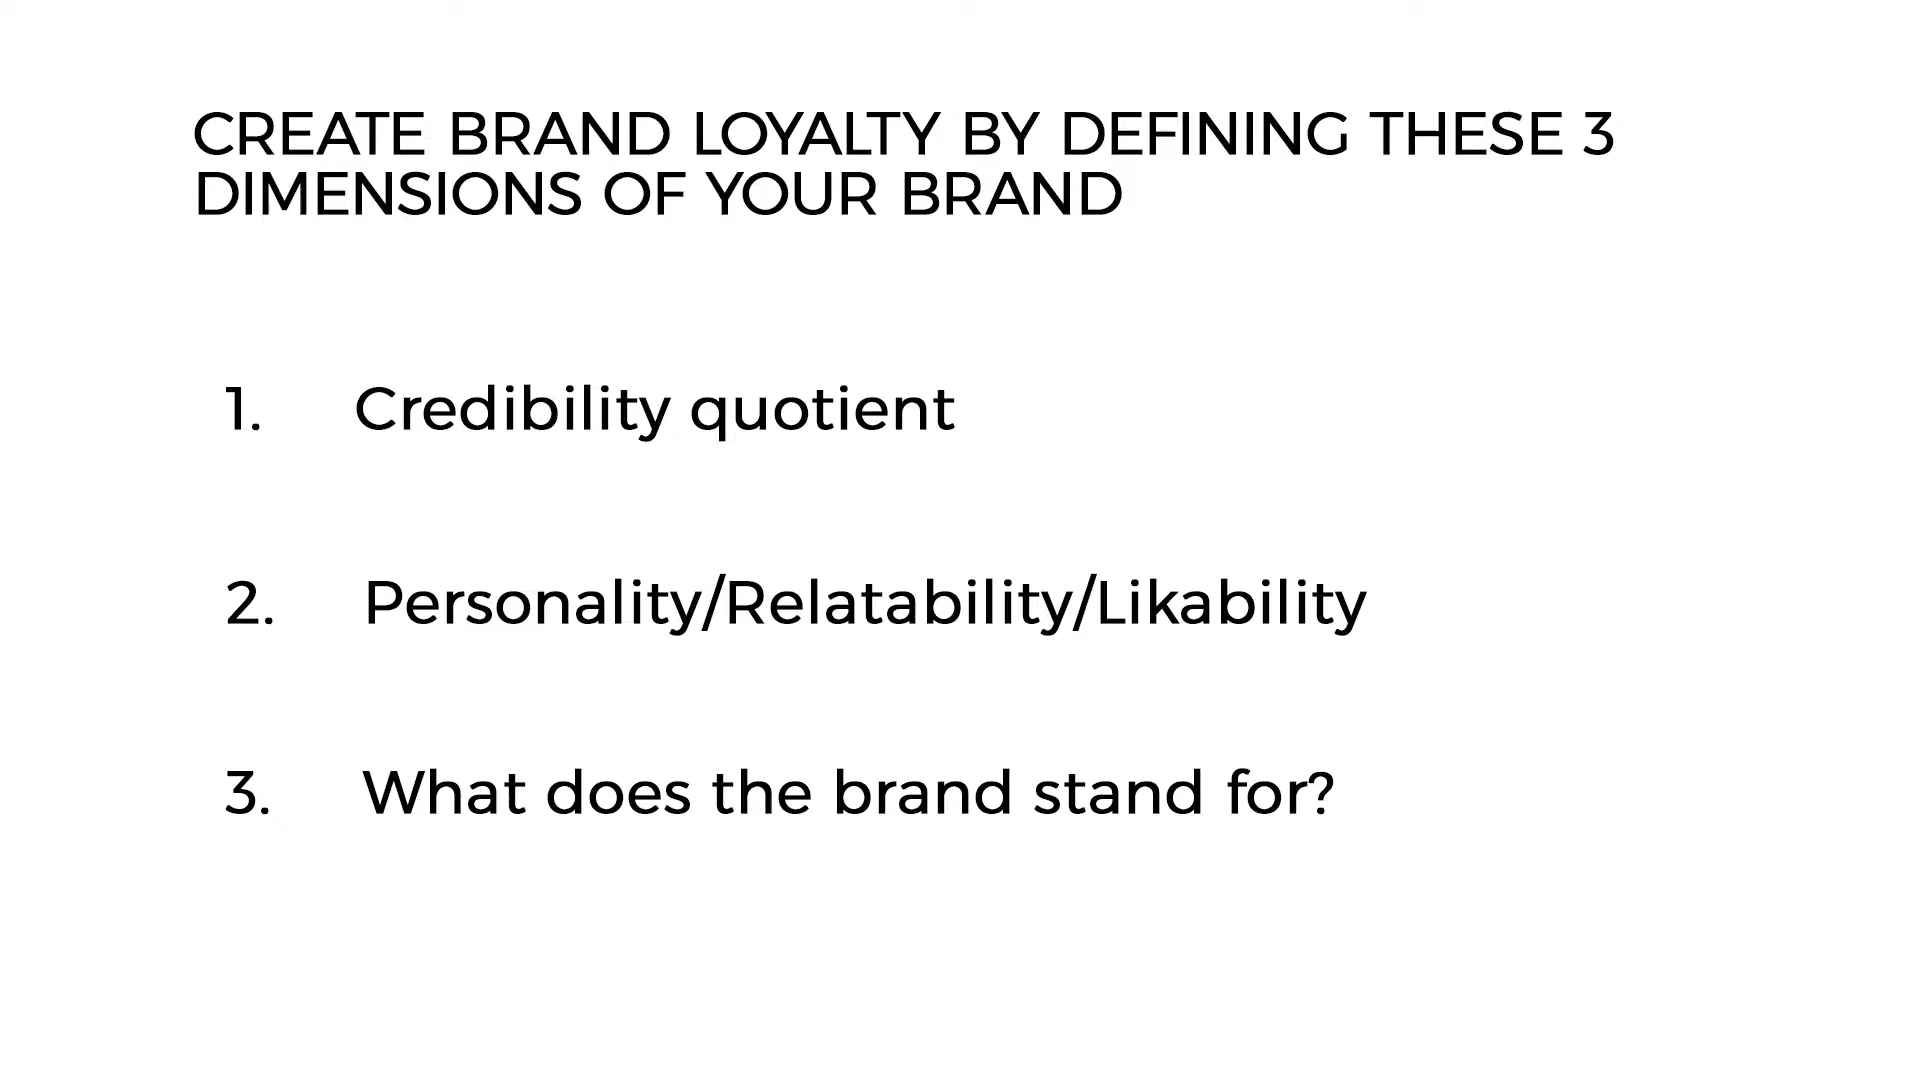 CREATE BRAND LOYALTY BY DEFINING THESE 3
DIMENSIONS OF YOUR BRAND
1. Credibility quotient
2. Personality/Relatability/Likability
3. What does the brand stand for?